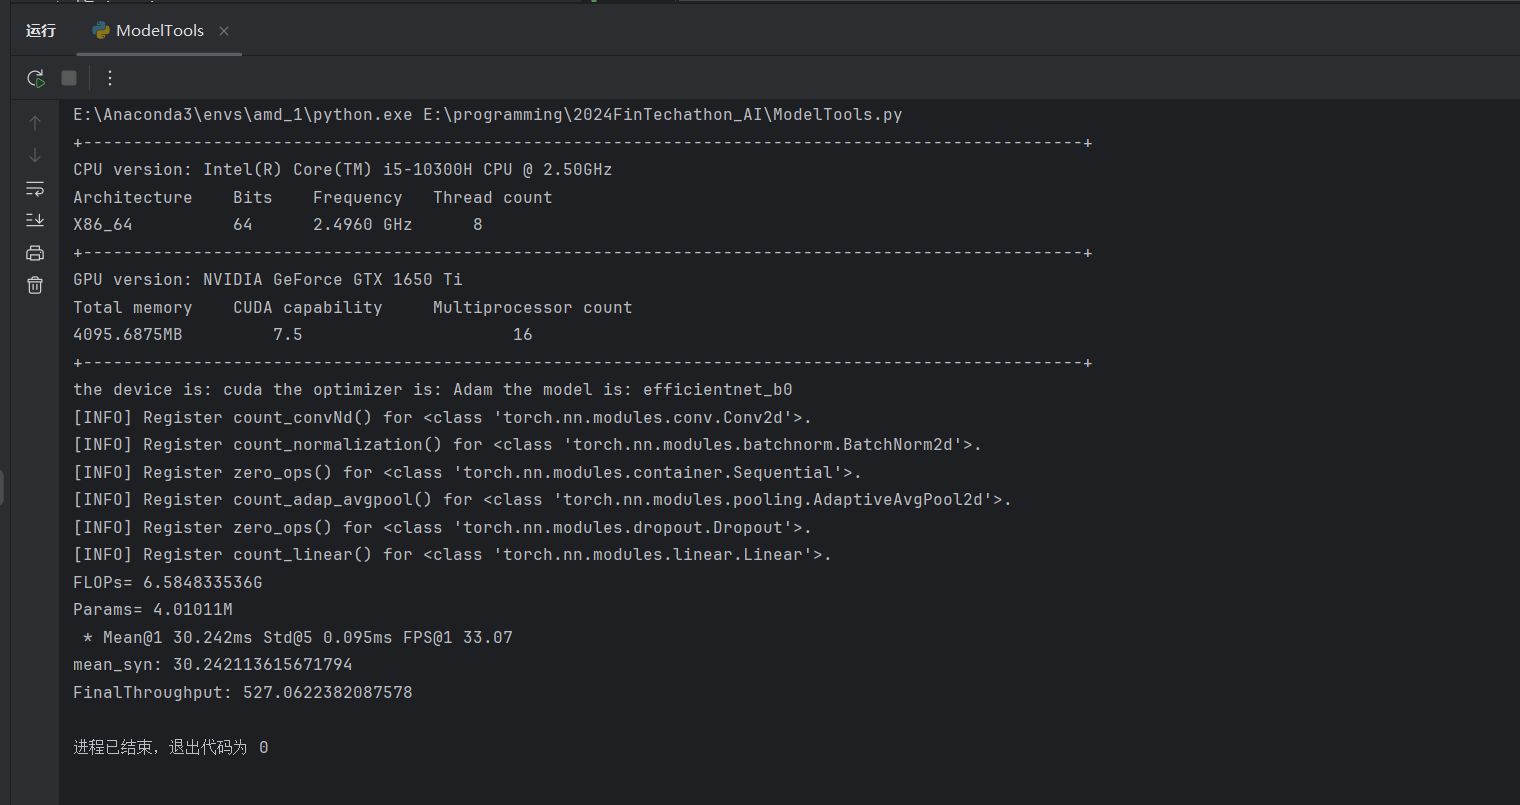 运行 ModelTools
E:\Anaconda3\envs\amd_1\python.exe E:\programming\2024FinTechathon_AI\ModelTools.py
+----------------------------------------------------------------------------------------------------+
CPU version: Intel(R) Core(TM) i5-10300H CPU @ 2.50GHz
Architecture    Bits    Frequency   Thread count
X86_64          64      2.4960 GHz      8
+----------------------------------------------------------------------------------------------------+
GPU version: NVIDIA GeForce GTX 1650 Ti
Total memory    CUDA capability     Multiprocessor count
4095.6875MB         7.5                     16
+----------------------------------------------------------------------------------------------------+
the device is: cuda the optimizer is: Adam the model is: efficientnet_b0
[INFO] Register count_convNd() for <class 'torch.nn.modules.conv.Conv2d'>.
[INFO] Register count_normalization() for <class 'torch.nn.modules.batchnorm.BatchNorm2d'>.
[INFO] Register zero_ops() for <class 'torch.nn.modules.container.Sequential'>.
[INFO] Register count_adap_avgpool() for <class 'torch.nn.modules.pooling.AdaptiveAvgPool2d'>.
[INFO] Register zero_ops() for <class 'torch.nn.modules.dropout.Dropout'>.
[INFO] Register count_linear() for <class 'torch.nn.modules.linear.Linear'>.
FLOPs= 6.584833536G
Params= 4.01011M
 * Mean@1 30.242ms Std@5 0.095ms FPS@1 33.07
mean_syn: 30.242113615671794
FinalThroughput: 527.0622382087578
进程已结束，退出代码为 0